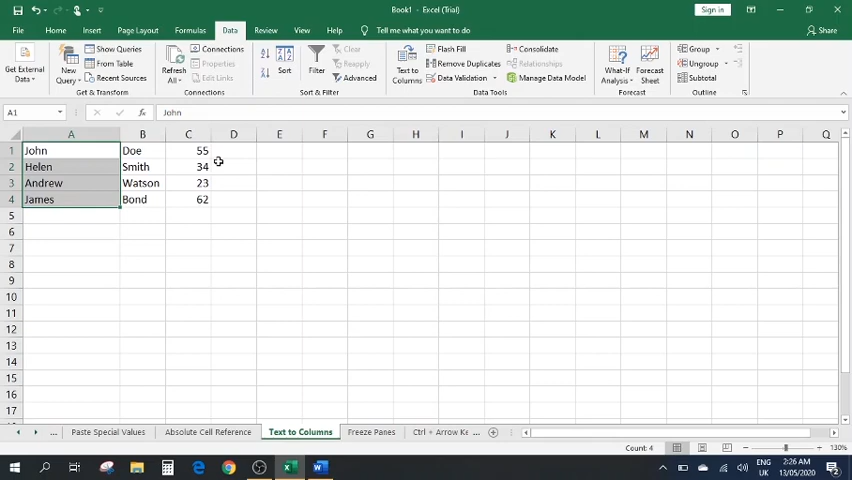 Book1 - Excel (Trial)
Sign in
File Home Insert Page Layout Formulas Data Review View Help Tell me what you want to do Share
Get External Data
New Query
Show Queries
From Table
Recent Sources
Get & Transform
Refresh All
Connections
Properties
Edit Links
Connections
Sort
Filter
Clear
Reapply
Advanced
Sort & Filter
Text to Columns
Flash Fill
Remove Duplicates
Data Validation
Consolidate
Relationships
Manage Data Model
Data Tools
What-If Analysis
Forecast Sheet
Forecast
Group
Ungroup
Subtotal
Outline
A1 fx John
A B C D E F G H I J K L M N O P Q
1 John Doe 55
2 Helen Smith 34
3 Andrew Watson 23
4 James Bond 62
5
6
7
8
9
10
11
12
13
14
15
16
17
... Paste Special Values Absolute Cell Reference Text to Columns Freeze Panes Ctrl + Arrow Ke ...
Count: 4 130%
ENG 2:26 AM
UK 13/05/2020 2